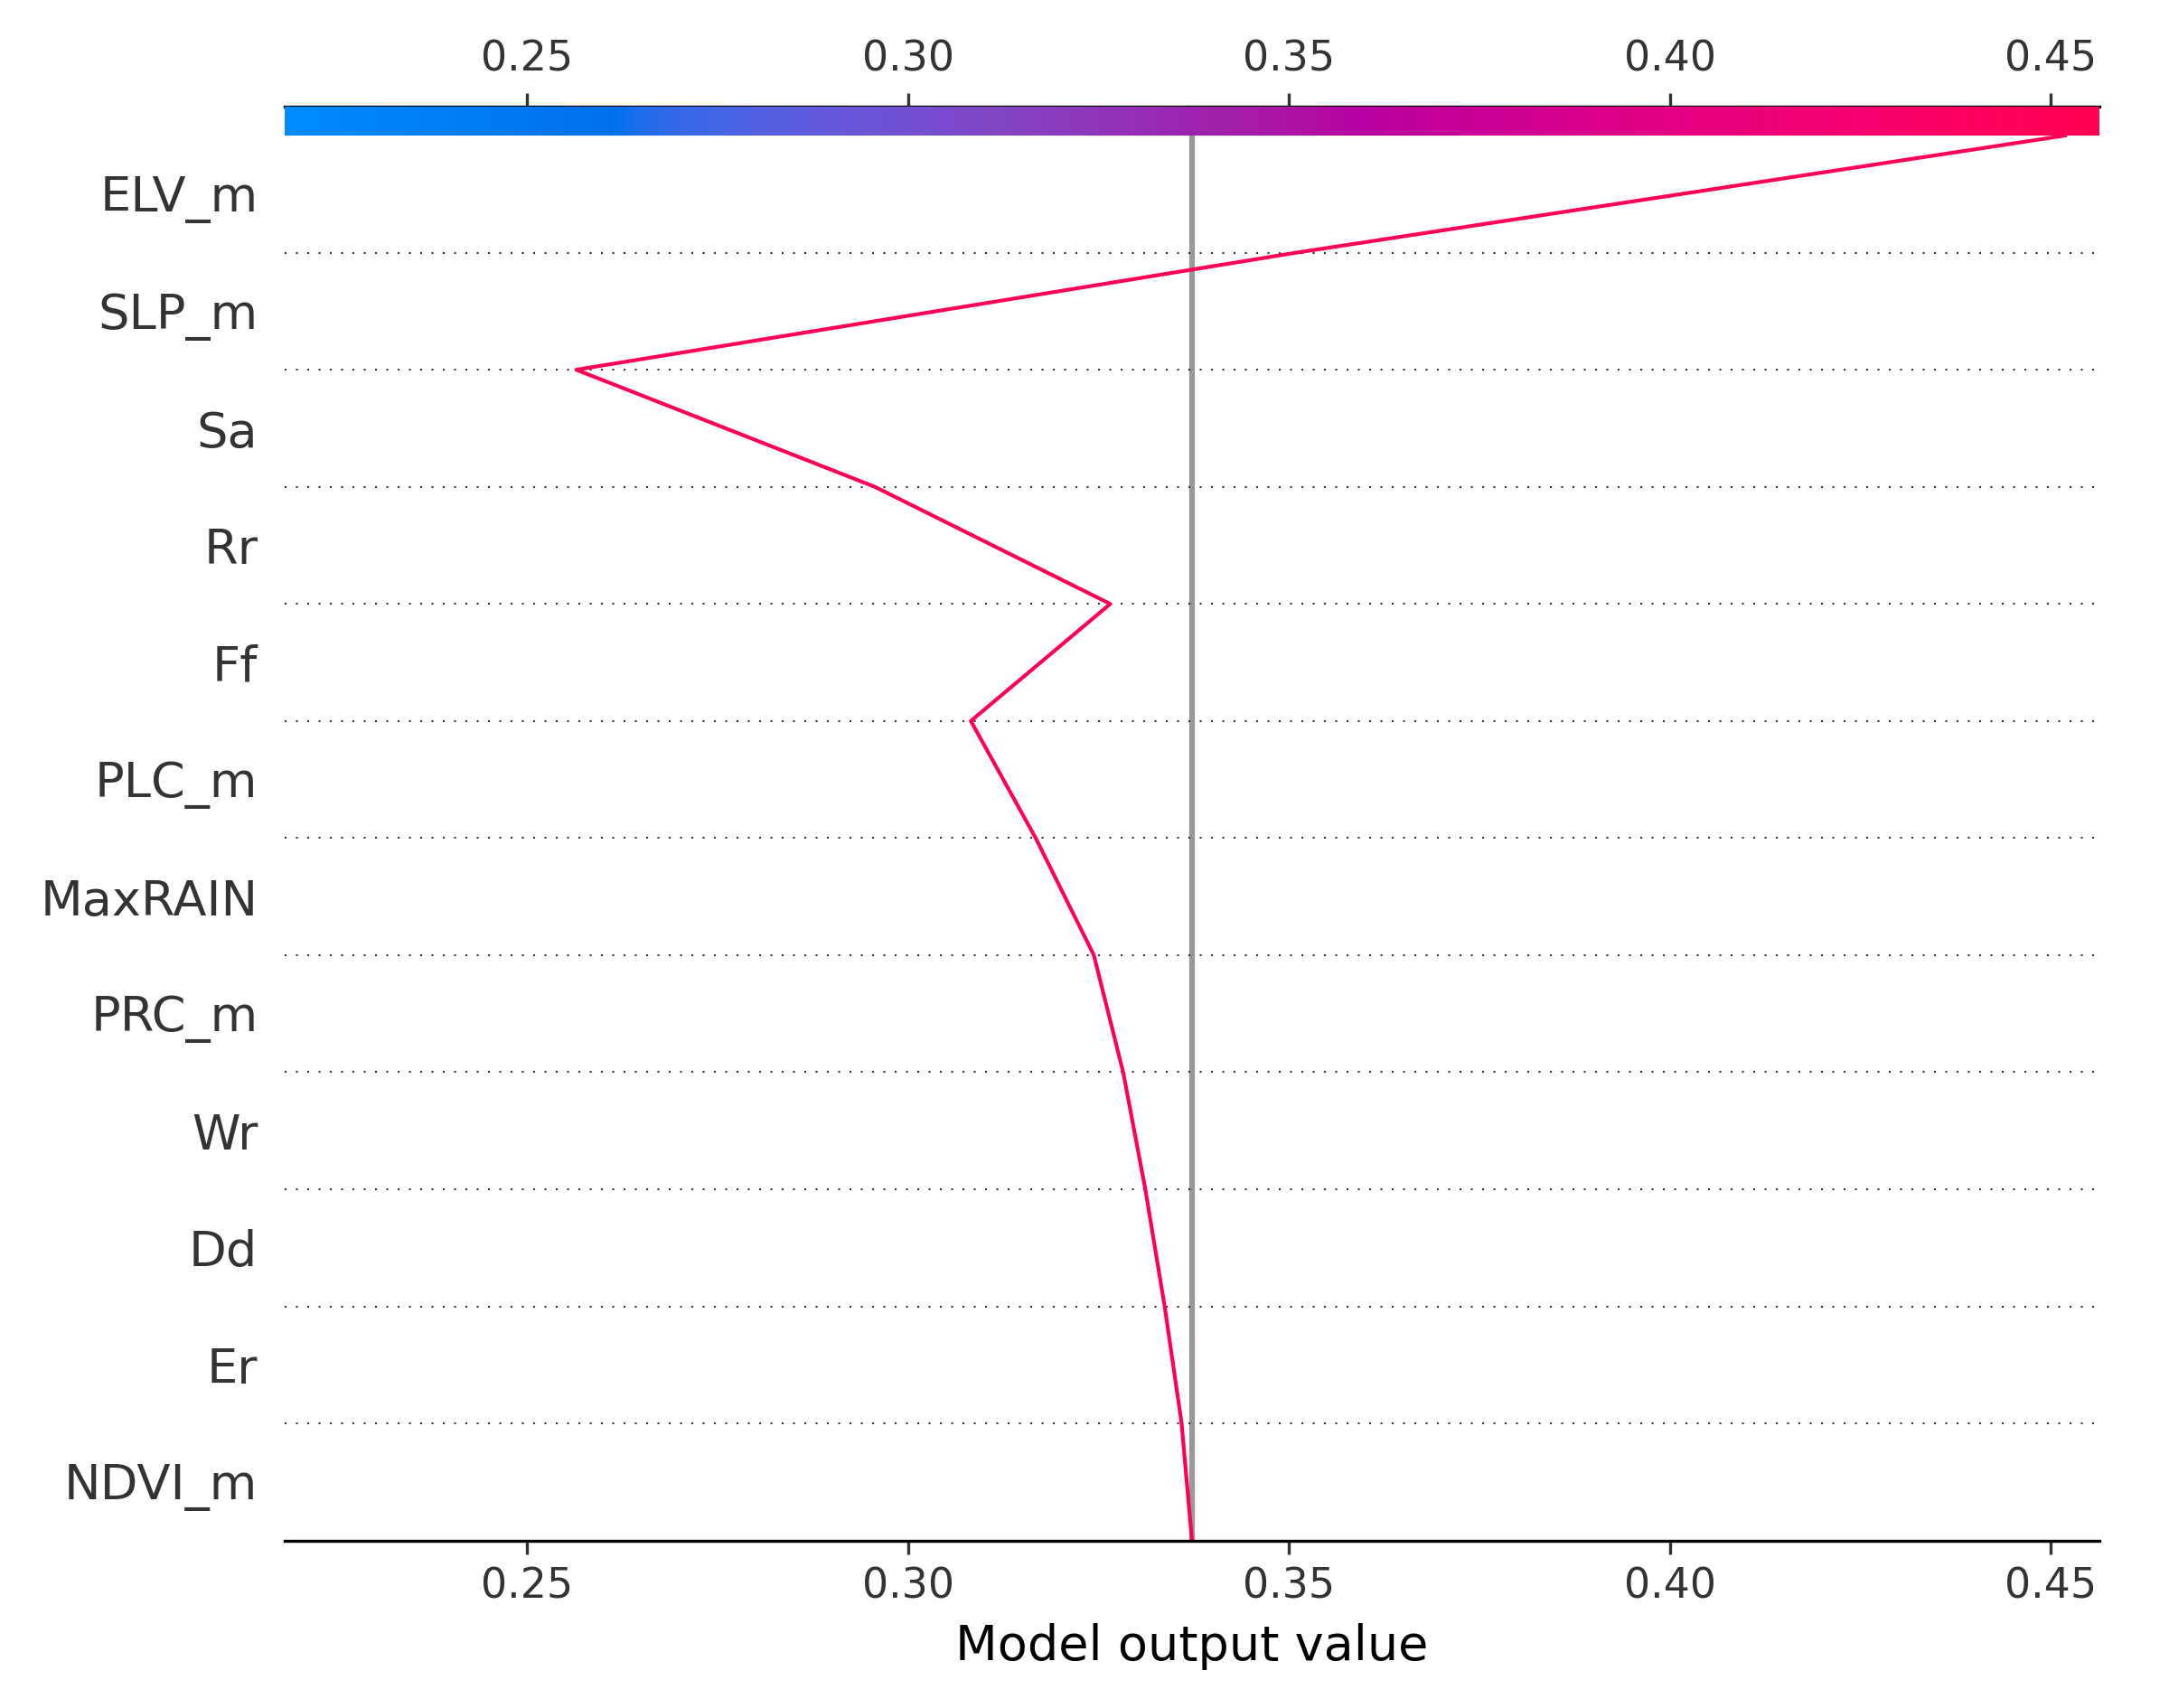 0.25 0.30 0.35 0.40 0.45
ELV_m
SLP_m
Sa
Rr
Ff
PLC_m
MaxRAIN
PRC_m
Wr
Dd
Er
NDVI_m
0.25 0.30 0.35 0.40 0.45
Model output value